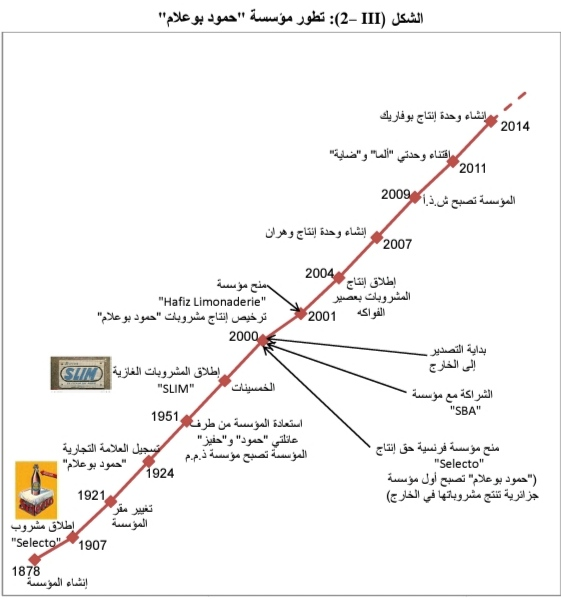 الشكل (III –2): تطور مؤسسة "حمود بوعلام"
إنشاء وحدة إنتاج بوفاريك
2014
إقتناء وحدتي "ألما" و"ضاية"
2011
2009
المؤسسة تصبح ش.ذ.أ
إنشاء وحدة إنتاج وهران
2007
2004
إطلاق إنتاج
المشروبات بعصير
الفواكه
منح مؤسسة
"Hafiz Limonaderie"
ترخيص إنتاج مشروبات "حمود بوعلام"
2001
2000
بداية التصدير
إلى الخارج
الشراكة مع مؤسسة
"SBA"
منح مؤسسة فرنسية حق إنتاج
"Selecto"
("حمود بوعلام" تصبح أول مؤسسة
جزائرية تنتج مشروباتها في الخارج)
SLIM
إطلاق المشروبات الغازية
"SLIM"
الخمسينات
1951
استعادة المؤسسة من طرف
عائلتي "حمود" و"حفيز"
المؤسسة تصبح مؤسسة ذ.م.م
تسجيل العلامة التجارية
"حمود بوعلام"
1924
1921
تغيير مقر
المؤسسة
إطلاق مشروب
"Selecto"
1907
1878
إنشاء المؤسسة